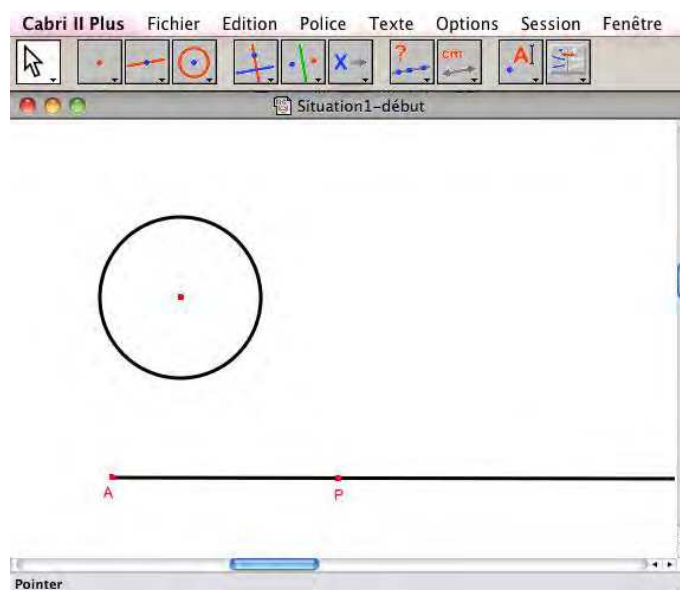 Cabri II Plus Fichier Edition Police Texte Options Session Fenêtre
? cm A
Situation1-début
A P
Pointer